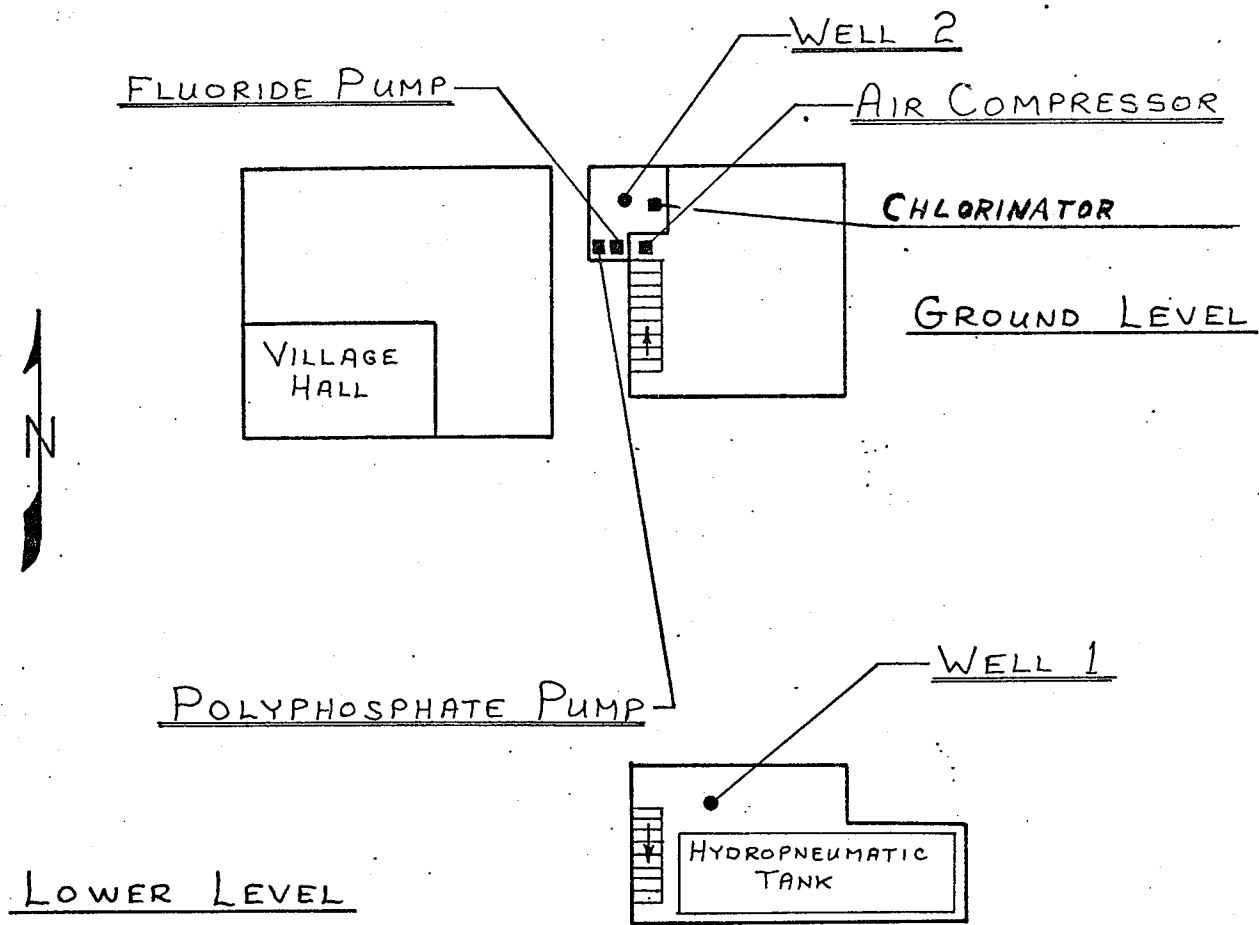 WELL 2
FLUORIDE PUMP
AIR COMPRESSOR
CHLORINATOR
GROUND LEVEL
VILLAGE
HALL
N
WELL 1
POLYPHOSPHATE PUMP
HYDROPNEUMATIC
TANK
LOWER LEVEL